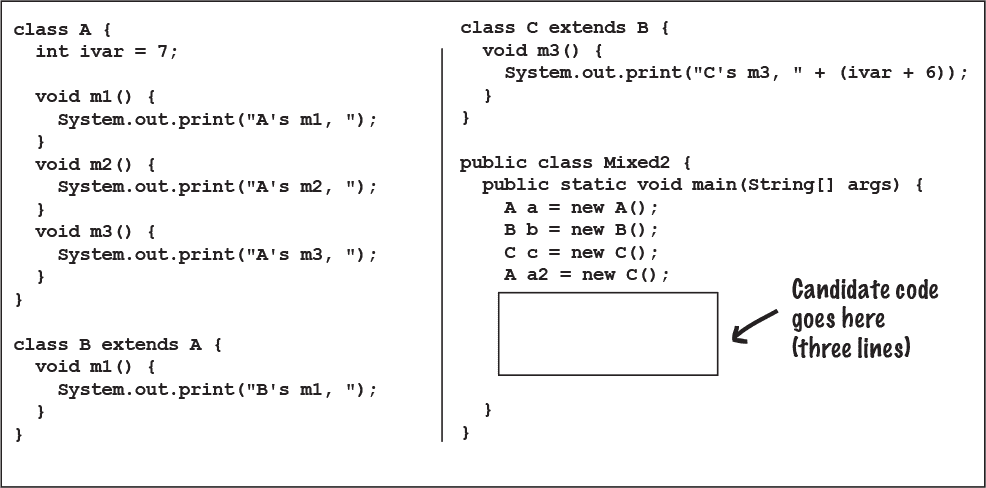 class A {
int ivar = 7;
void m1() {
System.out.print("A's m1, ");
}
void m2() {
System.out.print("A's m2, ");
}
void m3() {
System.out.print("A's m3, ");
}
}
class B extends A {
void m1() {
System.out.print("B's m1, ");
}
}
class C extends B {
void m3() {
System.out.print("C's m3, " + (ivar + 6));
}
}
public class Mixed2 {
public static void main(String[] args) {
A a = new A();
B b = new B();
C c = new C();
A a2 = new C();
Candidate code
goes here
(three lines)
}
}